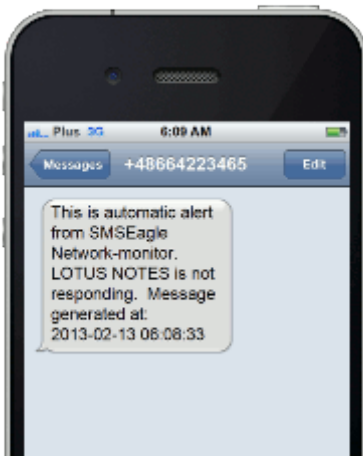 Plus 3G 6:09 AM
Messages +48664223465 Edit
This is automatic alert
from SMSEagle
Network-monitor.
LOTUS NOTES is not
responding. Message
generated at:
2013-02-13 06:08:33